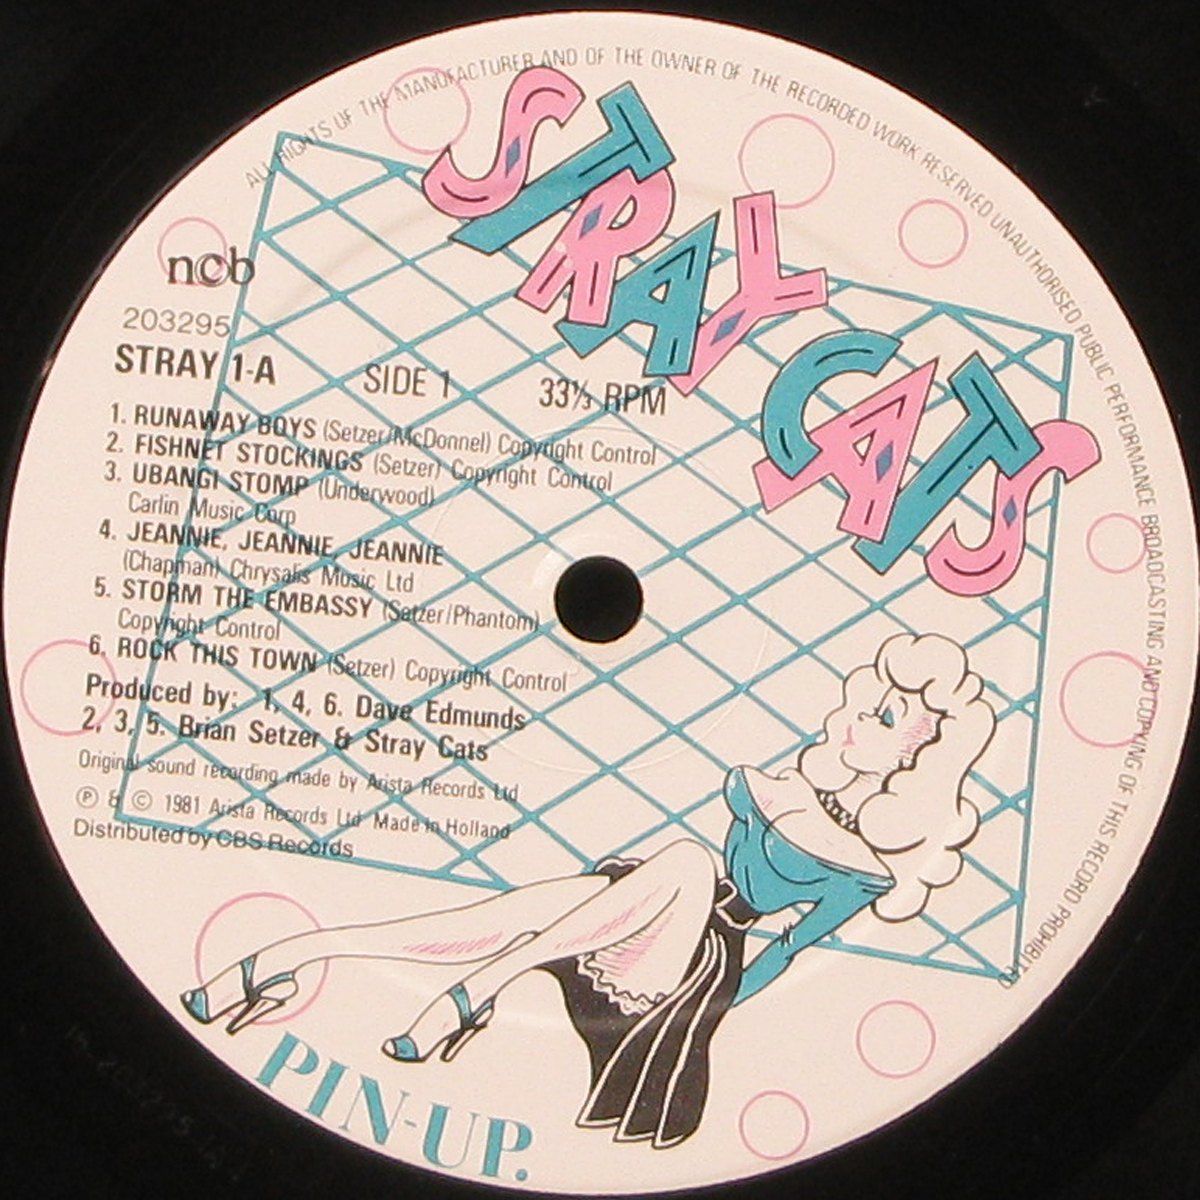 ALL RIGHTS OF THE MANUFACTURER AND OF THE OWNER OF THE RECORDED WORK RESERVED UNAUTHORISED PUBLIC PERFORMANCE BROADCASTING AND COPYING OF THIS RECORD PROHIBITED
STRAY CATS
ncb
203295
STRAY 1-A SIDE 1 33⅓ RPM
1. RUNAWAY BOYS (Setzer/McDonnel) Copyright Control
2. FISHNET STOCKINGS (Setzer) Copyright Control
3. UBANGI STOMP (Underwood)
Carlin Music Corp
4. JEANNIE, JEANNIE, JEANNIE
(Chapman) Chrysalis Music Ltd
5. STORM THE EMBASSY (Setzer/Phantom)
Copyright Control
6. ROCK THIS TOWN (Setzer) Copyright Control
Produced by: 1, 4, 6. Dave Edmunds
2, 3, 5. Brian Setzer & Stray Cats
Original sound recording made by Arista Records Ltd
℗ & © 1981 Arista Records Ltd Made in Holland
Distributed by CBS Records
PIN-UP.